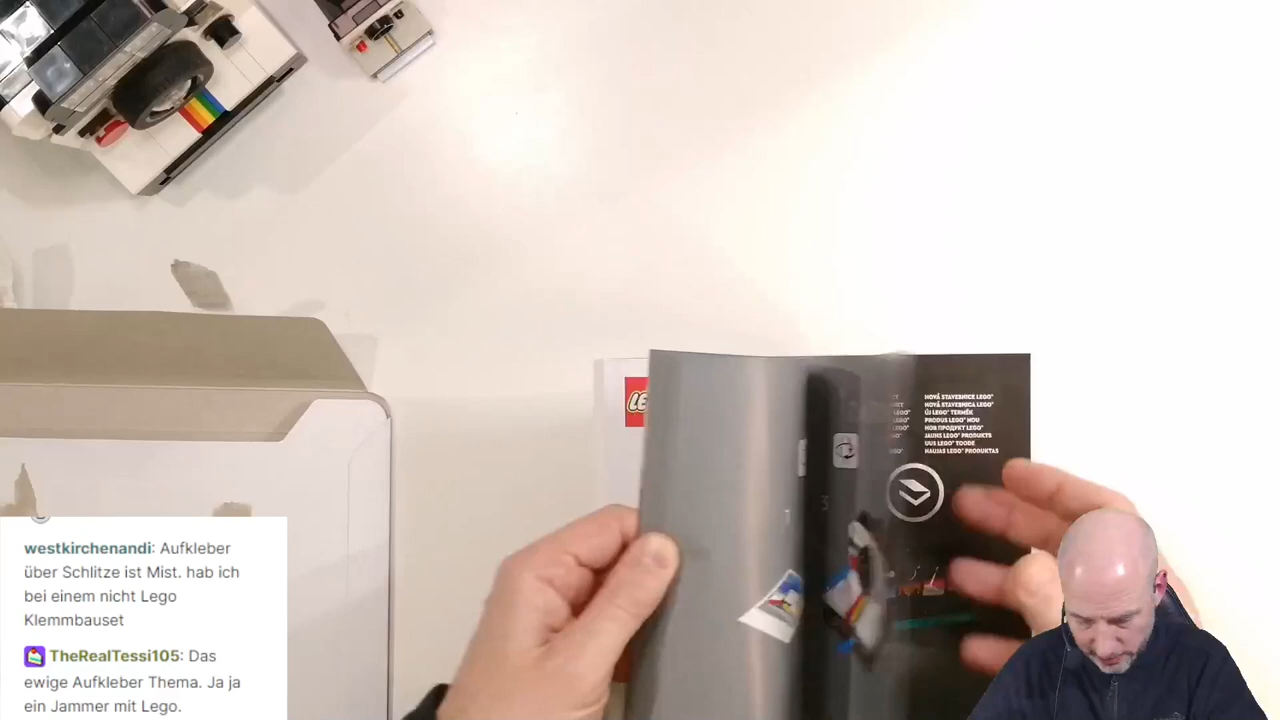 LE
NOVÁ STAVEBNICE LEGO®
NOVÁ STAVEBNICA LEGO®
ÚJ LEGO® TERMÉK
PRODUS LEGO® NOU
НОВ ПРОДУКТ LEGO®
JAUNS LEGO® PRODUKTS
UUS LEGO® TOODE
NAUJAS LEGO® PRODUKTAS
westkirchenandi: Aufkleber
über Schlitze ist Mist. hab ich
bei einem nicht Lego
Klemmbauset
TheRealTessi105: Das
ewige Aufkleber Thema. Ja ja
ein Jammer mit Lego.